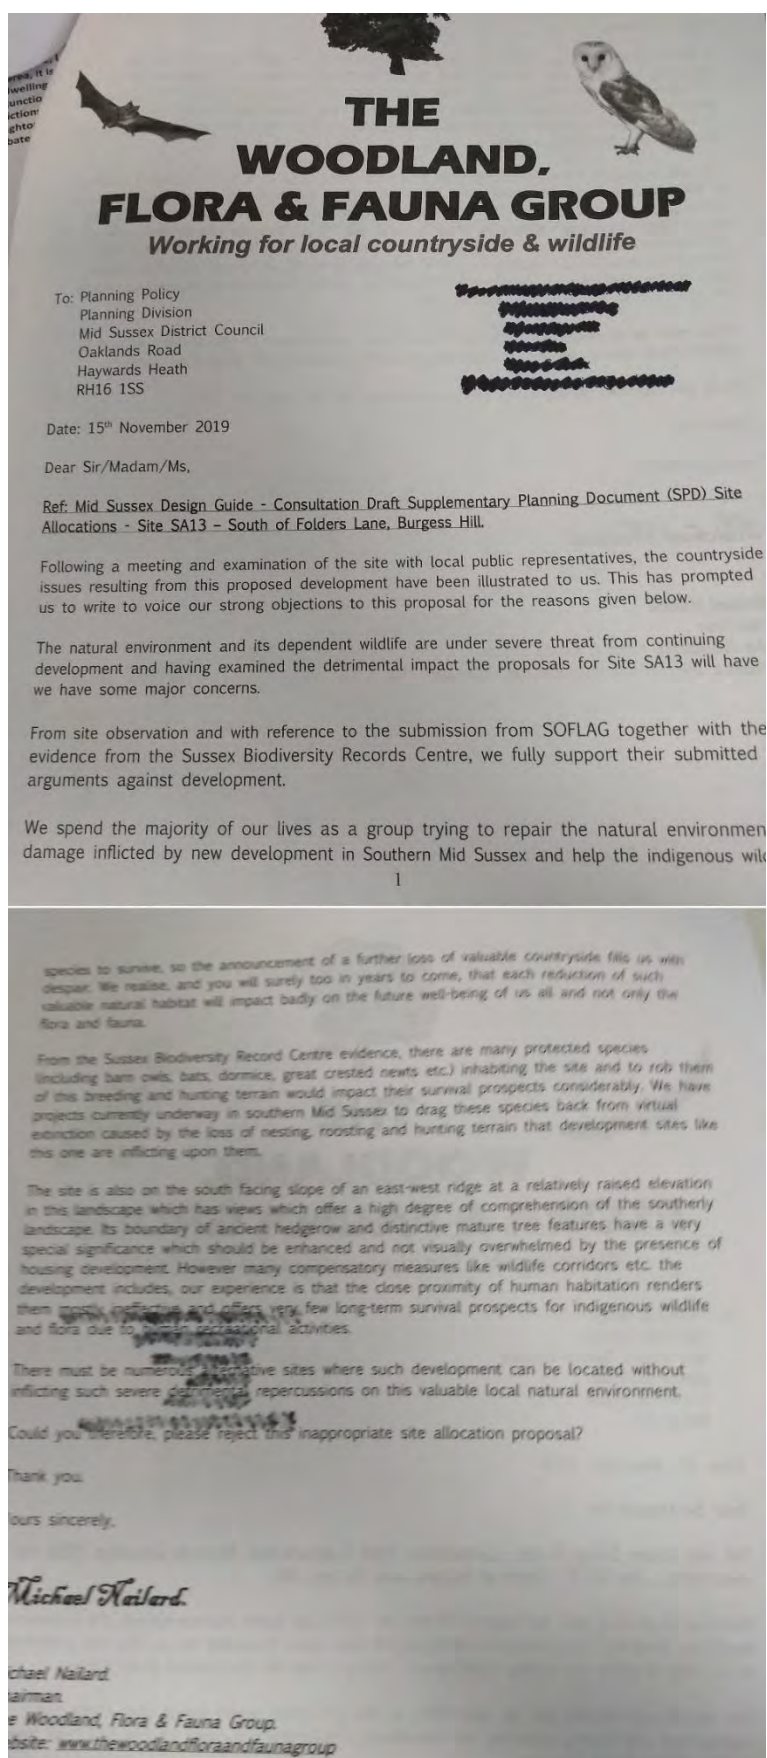 area, it is
dwelling
THE
WOODLAND,
FLORA & FAUNA GROUP
Working for local countryside & wildlife
To: Planning Policy
Planning Division
Mid Sussex District Council
Oaklands Road
Haywards Heath
RH16 1SS
Date: 15th November 2019
Dear Sir/Madam/Ms,
Ref: Mid Sussex Design Guide - Consultation Draft Supplementary Planning Document (SPD) Site
Allocations - Site SA13 – South of Folders Lane, Burgess Hill.
Following a meeting and examination of the site with local public representatives, the countryside
issues resulting from this proposed development have been illustrated to us. This has prompted
us to write to voice our strong objections to this proposal for the reasons given below.
The natural environment and its dependent wildlife are under severe threat from continuing
development and having examined the detrimental impact the proposals for Site SA13 will have
we have some major concerns.
From site observation and with reference to the submission from SOFLAG together with the
evidence from the Sussex Biodiversity Records Centre, we fully support their submitted
arguments against development.
We spend the majority of our lives as a group trying to repair the natural environmen
damage inflicted by new development in Southern Mid Sussex and help the indigenous wil
1
species to survive, so the announcement of a further loss of valuable countryside fills us with
despair. We realise, and you will surely too in years to come, that each reduction of such
valuable natural habitat will impact badly on the future well-being of us all and not only the
flora and fauna.
From the Sussex Biodiversity Record Centre evidence, there are many protected species
(including barn owls, bats, dormice, great crested newts etc.) inhabiting the site and to rob them
of this breeding and hunting terrain would impact their survival prospects considerably. We have
projects currently underway in southern Mid Sussex to drag these species back from virtual
extinction caused by the loss of nesting, roosting and hunting terrain that development sites like
this one are inflicting upon them.
The site is also on the south facing slope of an east-west ridge at a relatively raised elevation
in this landscape which has views which offer a high degree of comprehension of the southerly
landscape. Its boundary of ancient hedgerow and distinctive mature tree features have a very
special significance which should be enhanced and not visually overwhelmed by the presence of
housing development. However many compensatory measures like wildlife corridors etc. the
development includes, our experience is that the close proximity of human habitation renders
them mostly ineffective and offers very few long-term survival prospects for indigenous wildlife
and flora due to human recreational activities.
There must be numerous alternative sites where such development can be located without
inflicting such severe detrimental repercussions on this valuable local natural environment.
Could you therefore, please reject this inappropriate site allocation proposal?
Thank you.
ours sincerely,
Michael Nailard.
chael Nailard.
airman.
e Woodland, Flora & Fauna Group.
bsite: www.thewoodlandfloraandfaunagroup